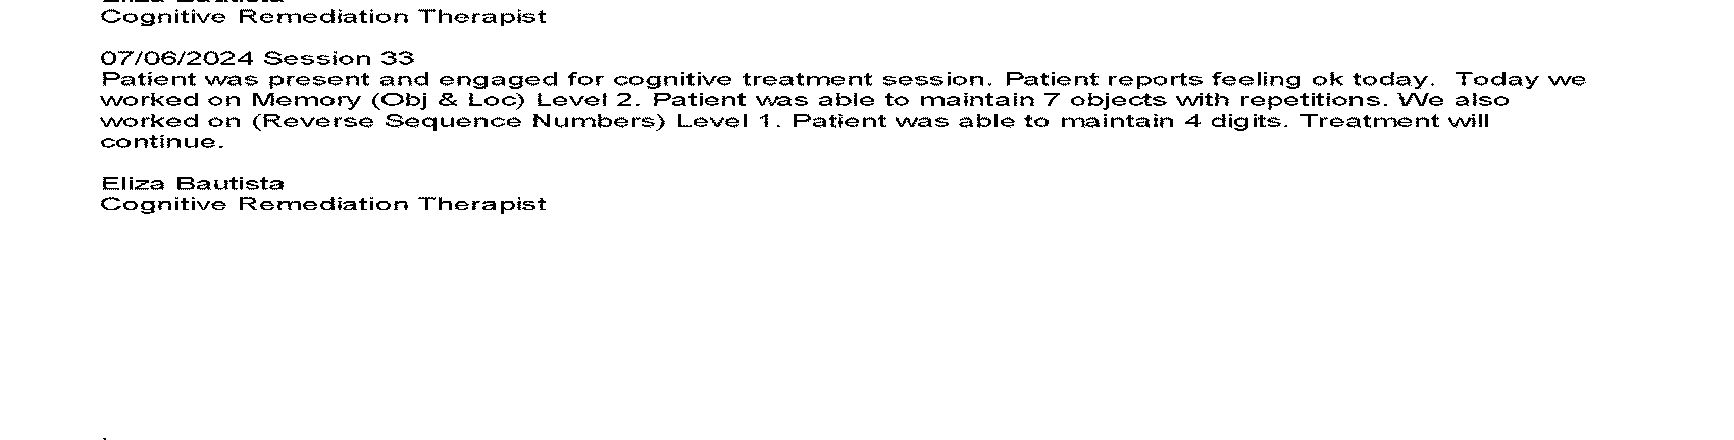 Cognitive Remediation Therapist
07/06/2024 Session 33
Patient was present and engaged for cognitive treatment session. Patient reports feeling ok today.  Today we
worked on Memory (Obj & Loc) Level 2. Patient was able to maintain 7 objects with repetitions. We also
worked on (Reverse Sequence Numbers) Level 1. Patient was able to maintain 4 digits. Treatment will
continue.
Eliza Bautista
Cognitive Remediation Therapist